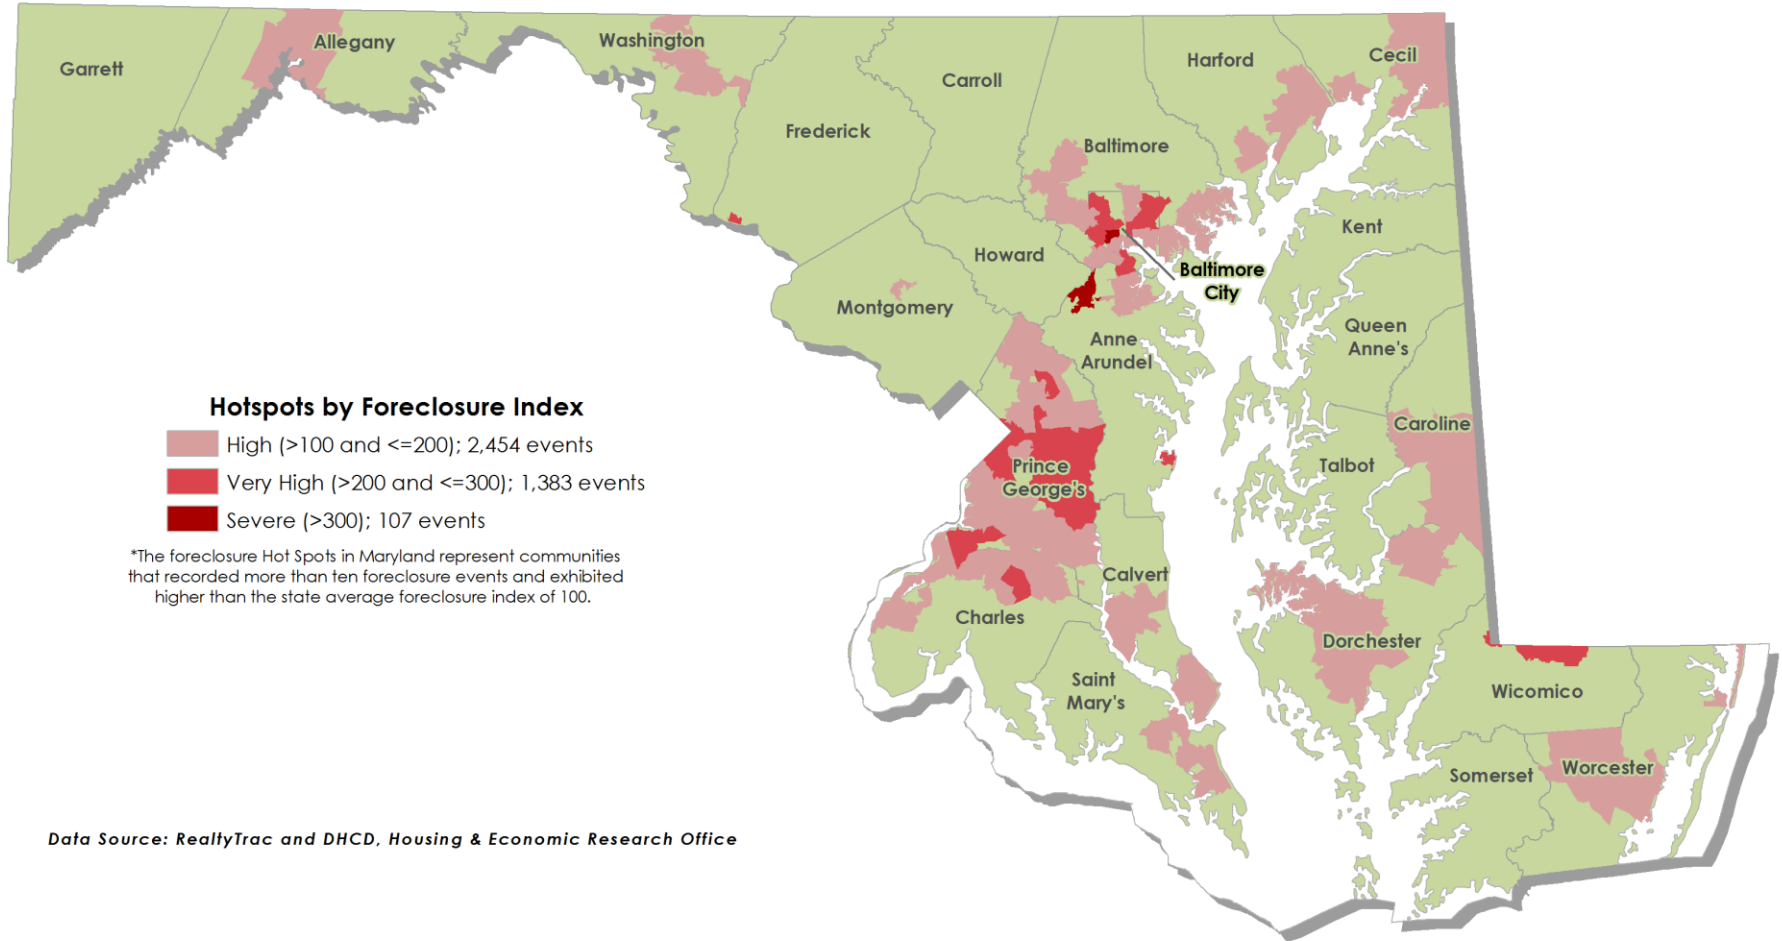 Garrett
Allegany
Washington
Frederick
Carroll
Harford
Cecil
Baltimore
Kent
Howard
Baltimore
City
Montgomery
Anne
Arundel
Queen
Anne's
Hotspots by Foreclosure Index
High (>100 and <=200); 2,454 events
Very High (>200 and <=300); 1,383 events
Severe (>300); 107 events
*The foreclosure Hot Spots in Maryland represent communities
that recorded more than ten foreclosure events and exhibited
higher than the state average foreclosure index of 100.
Caroline
Prince
George's
Talbot
Calvert
Charles
Dorchester
Saint
Mary's
Wicomico
Somerset
Worcester
Data Source: RealtyTrac and DHCD, Housing & Economic Research Office